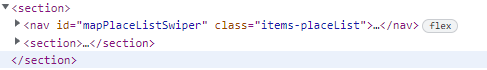 ▼<section>
▶<nav id="mapPlaceListSwiper" class="items-placeList">…</nav> flex
▶<section>…</section>
</section>